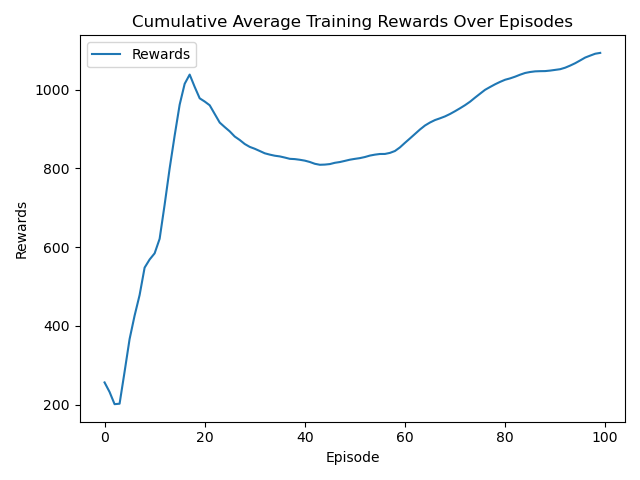 Cumulative Average Training Rewards Over Episodes
Rewards
1000
800
600
400
200
Rewards
0 20 40 60 80 100
Episode